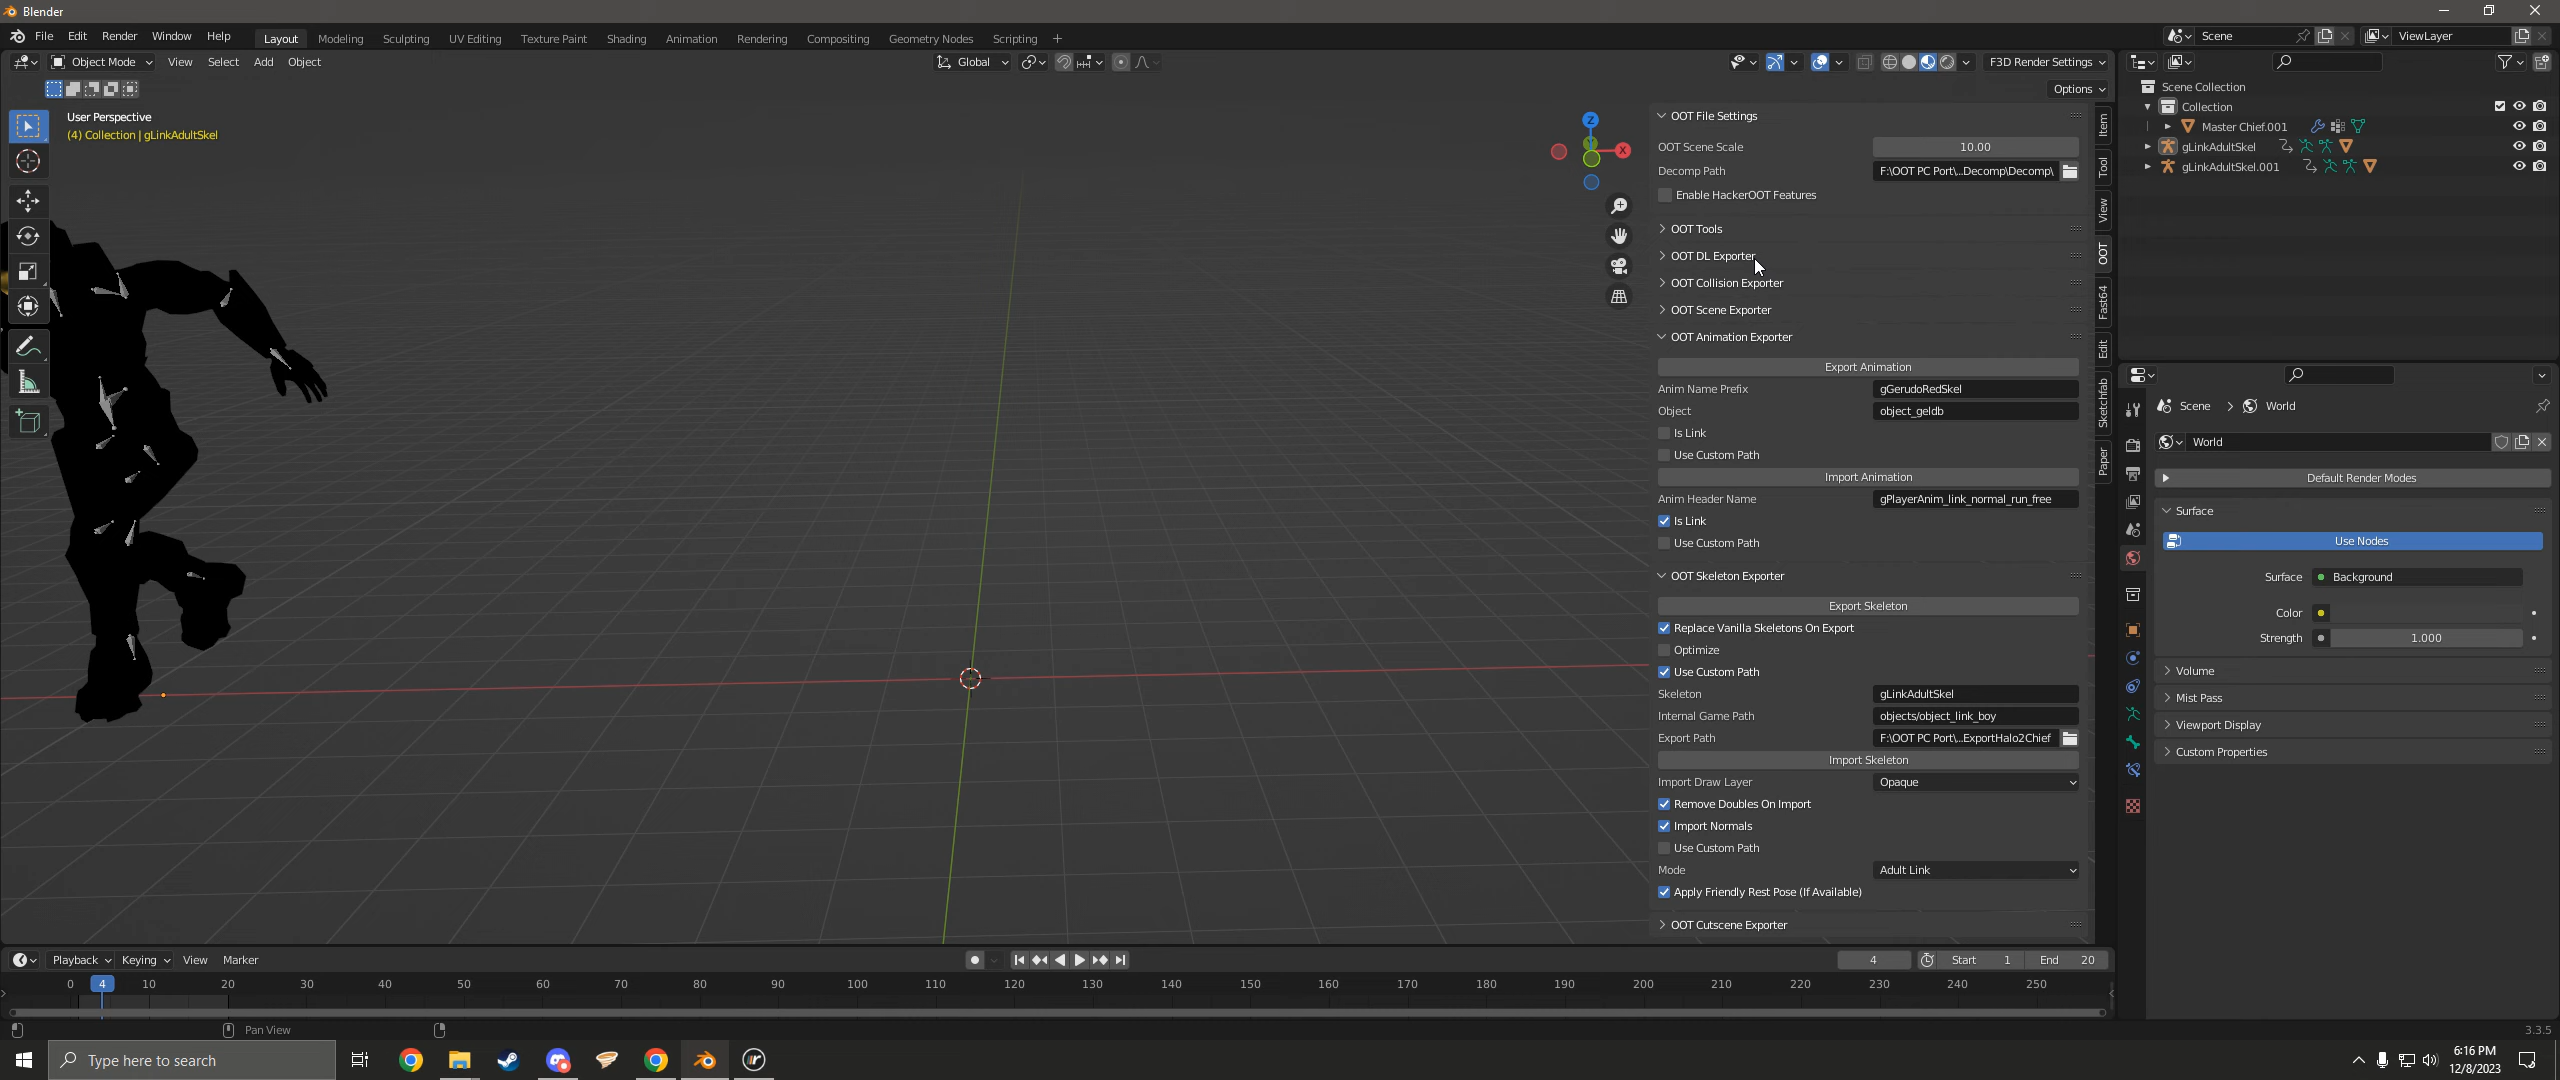 Blender
File Edit Render Window Help Layout Modeling Sculpting UV Editing Texture Paint Shading Animation Rendering Compositing Geometry Nodes Scripting + Scene ViewLayer
Object Mode View Select Add Object Global F3D Render Settings
Options
User Perspective
(4) Collection | gLinkAdultSkel
Z
X
OOT File Settings
OOT Scene Scale 10.00
Decomp Path F:\OOT PC Port\...Decomp\Decomp\
Enable HackerOOT Features
OOT Tools
OOT DL Exporter
OOT Collision Exporter
OOT Scene Exporter
OOT Animation Exporter
Export Animation
Anim Name Prefix gGerudoRedSkel
Object object_geldb
Is Link
Use Custom Path
Import Animation
Anim Header Name gPlayerAnim_link_normal_run_free
Is Link
Use Custom Path
OOT Skeleton Exporter
Export Skeleton
Replace Vanilla Skeletons On Export
Optimize
Use Custom Path
Skeleton gLinkAdultSkel
Internal Game Path objects/object_link_boy
Export Path F:\OOT PC Port\...ExportHalo2Chief
Import Skeleton
Import Draw Layer Opaque
Remove Doubles On Import
Import Normals
Use Custom Path
Mode Adult Link
Apply Friendly Rest Pose (If Available)
OOT Cutscene Exporter
Item
Tool
View
OOT
Fast64
Edit
Sketchfab
Paper
Scene Collection
Collection
Master Chief.001
gLinkAdultSkel
gLinkAdultSkel.001
Scene > World
World
Default Render Modes
Surface
Use Nodes
Surface Background
Color
Strength 1.000
Volume
Mist Pass
Viewport Display
Custom Properties
Playback Keying View Marker 4 Start 1 End 20
0 4 10 20 30 40 50 60 70 80 90 100 110 120 130 140 150 160 170 180 190 200 210 220 230 240 250
Pan View
3.3.5
Type here to search
6:16 PM
12/8/2023